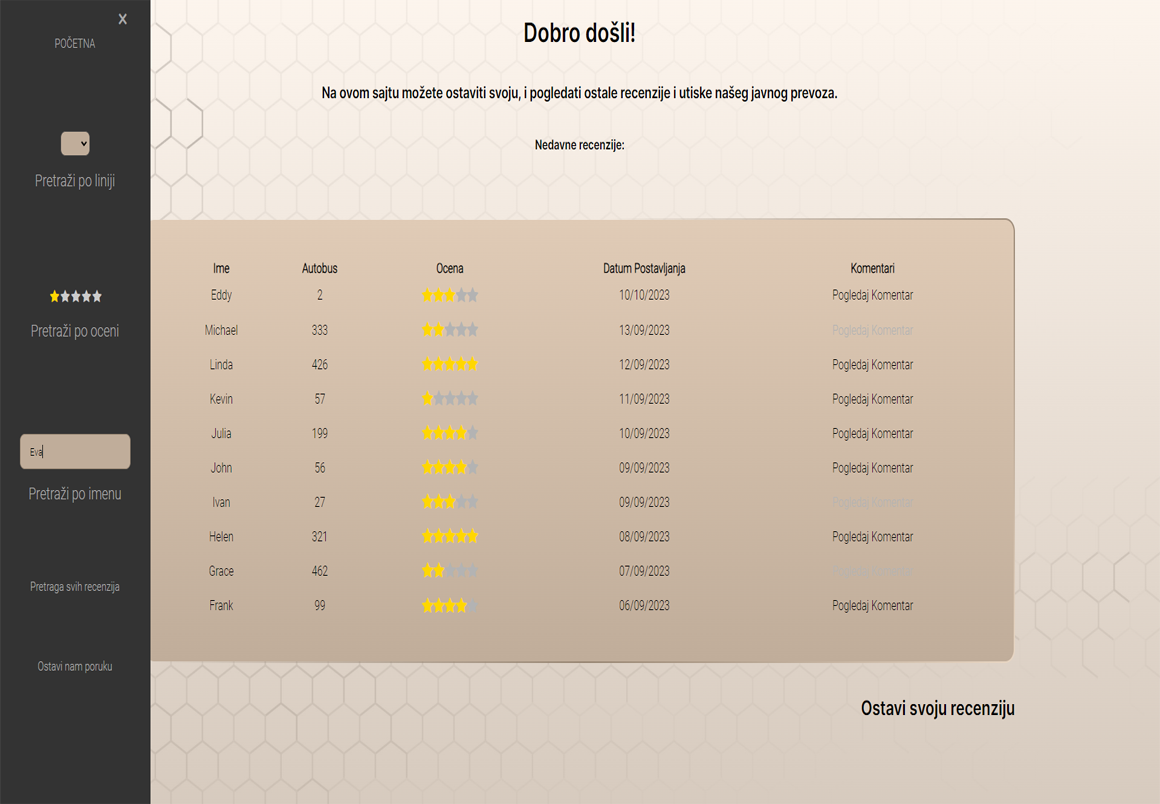 X
POČETNA
Pretraži po liniji
Pretraži po oceni
Eva
Pretraži po imenu
Pretraga svih recenzija
Ostavi nam poruku
Dobro došli!
Na ovom sajtu možete ostaviti svoju, i pogledati ostale recenzije i utiske našeg javnog prevoza.
Nedavne recenzije:
Ime Autobus Ocena Datum Postavljanja Komentari
Eddy 2 10/10/2023 Pogledaj Komentar
Michael 333 13/09/2023 Pogledaj Komentar
Linda 426 12/09/2023 Pogledaj Komentar
Kevin 57 11/09/2023 Pogledaj Komentar
Julia 199 10/09/2023 Pogledaj Komentar
John 56 09/09/2023 Pogledaj Komentar
Ivan 27 09/09/2023 Pogledaj Komentar
Helen 321 08/09/2023 Pogledaj Komentar
Grace 462 07/09/2023 Pogledaj Komentar
Frank 99 06/09/2023 Pogledaj Komentar
Ostavi svoju recenziju